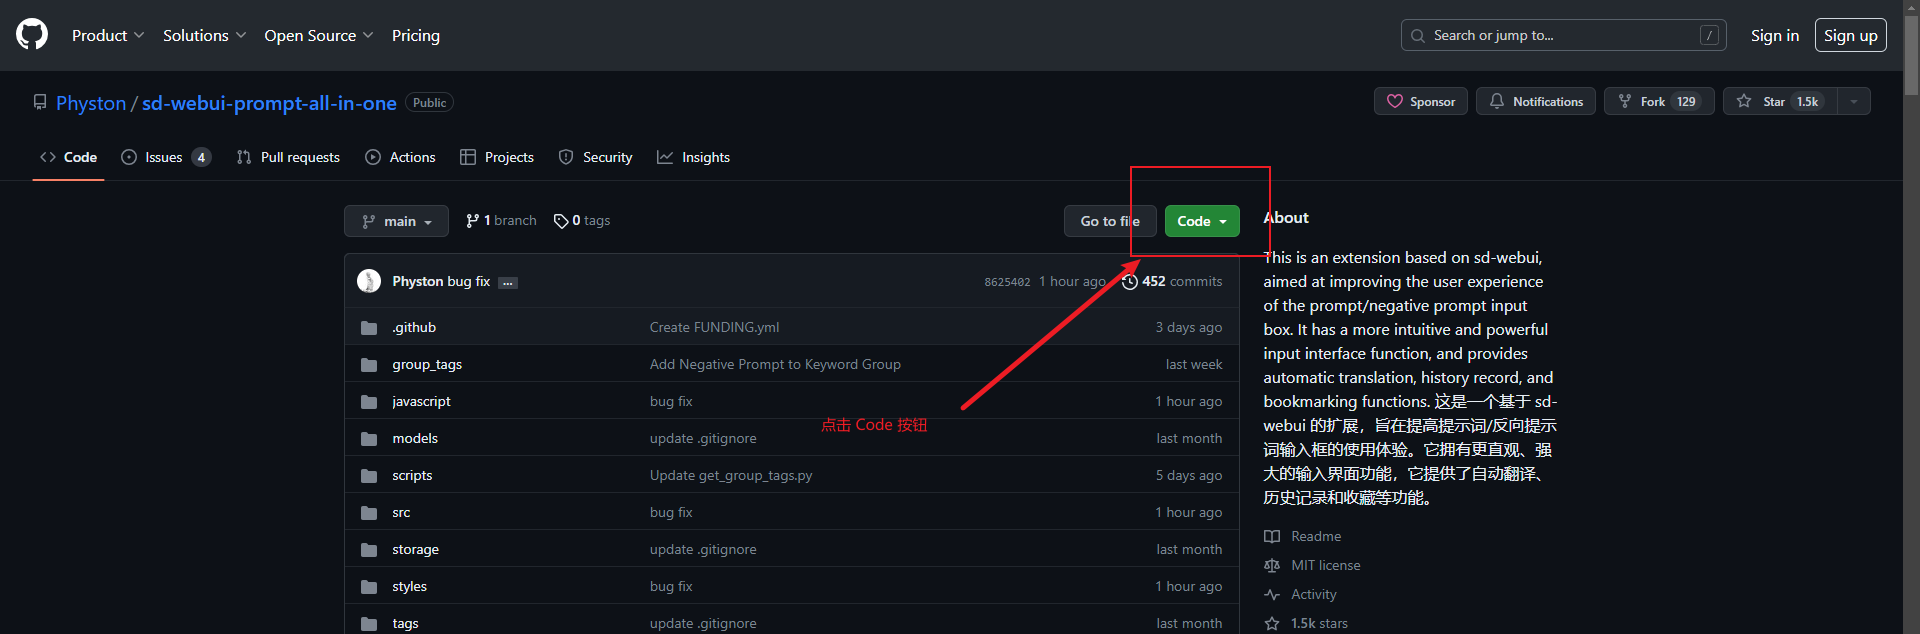 Product Solutions Open Source Pricing Search or jump to... / Sign in Sign up
Physton / sd-webui-prompt-all-in-one Public Sponsor Notifications Fork 129 Star 1.5k
Code Issues 4 Pull requests Actions Projects Security Insights
main 1 branch 0 tags Go to file Code
Physton bug fix ... 8625402 1 hour ago 452 commits
.github Create FUNDING.yml 3 days ago
group_tags Add Negative Prompt to Keyword Group last week
javascript bug fix 1 hour ago
models update .gitignore last month
scripts Update get_group_tags.py 5 days ago
src bug fix 1 hour ago
storage update .gitignore last month
styles bug fix 1 hour ago
tags update .gitignore last month
点击 Code 按钮
About
This is an extension based on sd-webui,
aimed at improving the user experience
of the prompt/negative prompt input
box. It has a more intuitive and powerful
input interface function, and provides
automatic translation, history record, and
bookmarking functions. 这是一个基于 sd-
webui 的扩展，旨在提高提示词/反向提示
词输入框的使用体验。它拥有更直观、强
大的输入界面功能，它提供了自动翻译、
历史记录和收藏等功能。
Readme
MIT license
Activity
1.5k stars